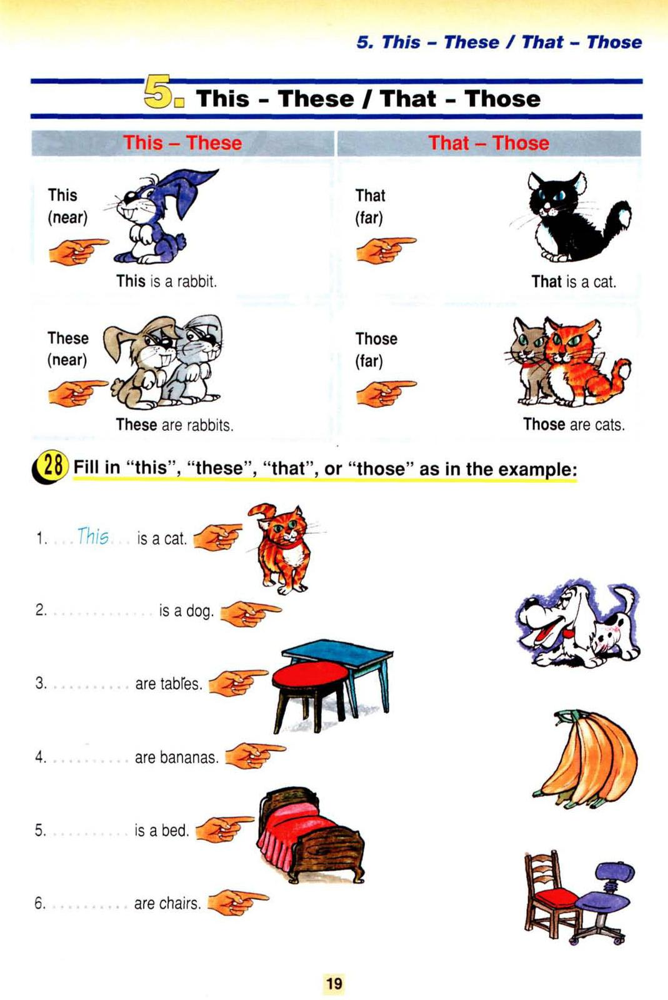 5. This – These / That – Those
5. This – These / That – Those
This – These
That – Those
This
(near)
This is a rabbit.
That
(far)
That is a cat.
These
(near)
These are rabbits.
Those
(far)
Those are cats.
28 Fill in “this”, “these”, “that”, or “those” as in the example:
1. ....This.... is a cat.
2. .............. is a dog.
3. ........... are tables.
4. ........... are bananas.
5. ........... is a bed.
6. ........... are chairs.
19